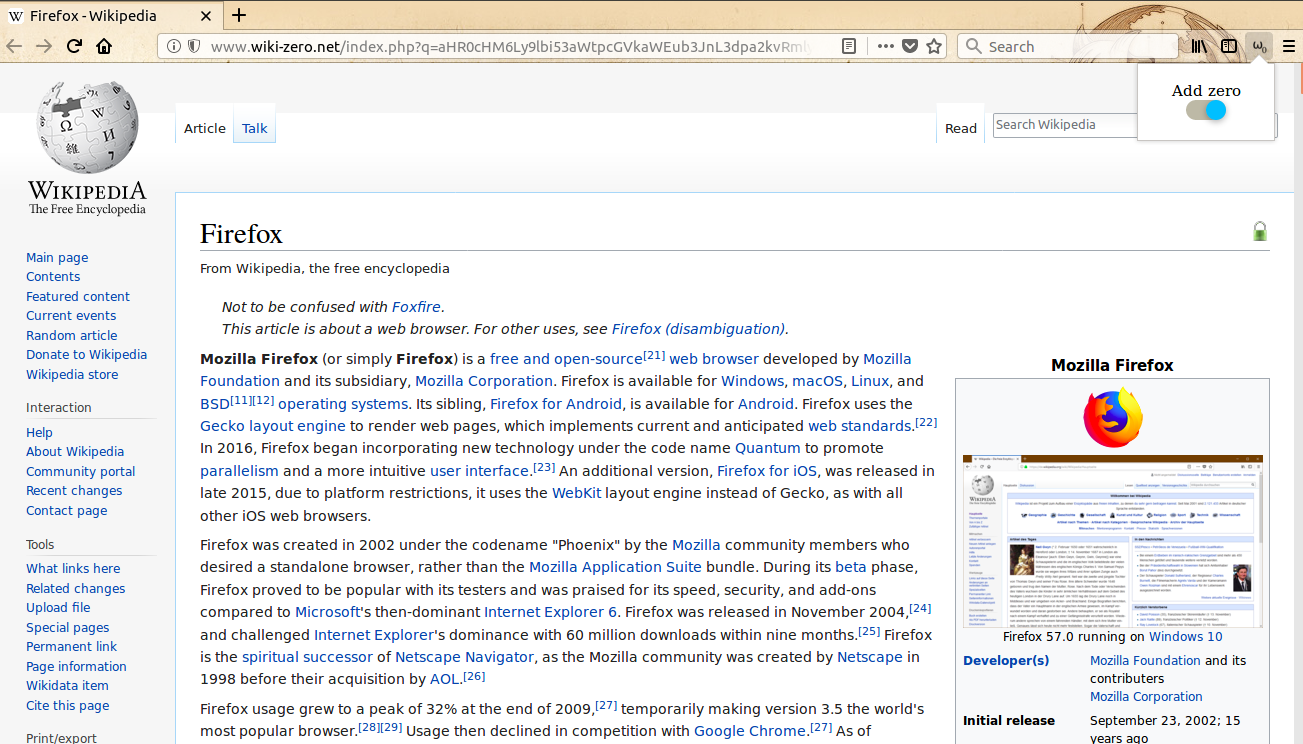 Firefox - Wikipedia
www.wiki-zero.net/index.php?q=aHR0cHM6Ly9lbi53aWtpcGVkaWEub3JnL3dpa2kvRmly
Search
ω₀
Add zero
WIKIPEDIA
The Free Encyclopedia
Article
Talk
Read
Search Wikipedia
Main page
Contents
Featured content
Current events
Random article
Donate to Wikipedia
Wikipedia store
Interaction
Help
About Wikipedia
Community portal
Recent changes
Contact page
Tools
What links here
Related changes
Upload file
Special pages
Permanent link
Page information
Wikidata item
Cite this page
Print/export
Firefox
From Wikipedia, the free encyclopedia
Not to be confused with Foxfire.
This article is about a web browser. For other uses, see Firefox (disambiguation).
Mozilla Firefox (or simply Firefox) is a free and open-source[21] web browser developed by Mozilla
Foundation and its subsidiary, Mozilla Corporation. Firefox is available for Windows, macOS, Linux, and
BSD[11][12] operating systems. Its sibling, Firefox for Android, is available for Android. Firefox uses the
Gecko layout engine to render web pages, which implements current and anticipated web standards.[22]
In 2016, Firefox began incorporating new technology under the code name Quantum to promote
parallelism and a more intuitive user interface.[23] An additional version, Firefox for iOS, was released in
late 2015, due to platform restrictions, it uses the WebKit layout engine instead of Gecko, as with all
other iOS web browsers.
Firefox was created in 2002 under the codename "Phoenix" by the Mozilla community members who
desired a standalone browser, rather than the Mozilla Application Suite bundle. During its beta phase,
Firefox proved to be popular with its testers and was praised for its speed, security, and add-ons
compared to Microsoft's then-dominant Internet Explorer 6. Firefox was released in November 2004,[24]
and challenged Internet Explorer's dominance with 60 million downloads within nine months.[25] Firefox
is the spiritual successor of Netscape Navigator, as the Mozilla community was created by Netscape in
1998 before their acquisition by AOL.[26]
Firefox usage grew to a peak of 32% at the end of 2009,[27] temporarily making version 3.5 the world's
most popular browser.[28][29] Usage then declined in competition with Google Chrome.[27] As of
Mozilla Firefox
Firefox 57.0 running on Windows 10
Developer(s) Mozilla Foundation and its
contributors
Mozilla Corporation
Initial release September 23, 2002; 15
years ago